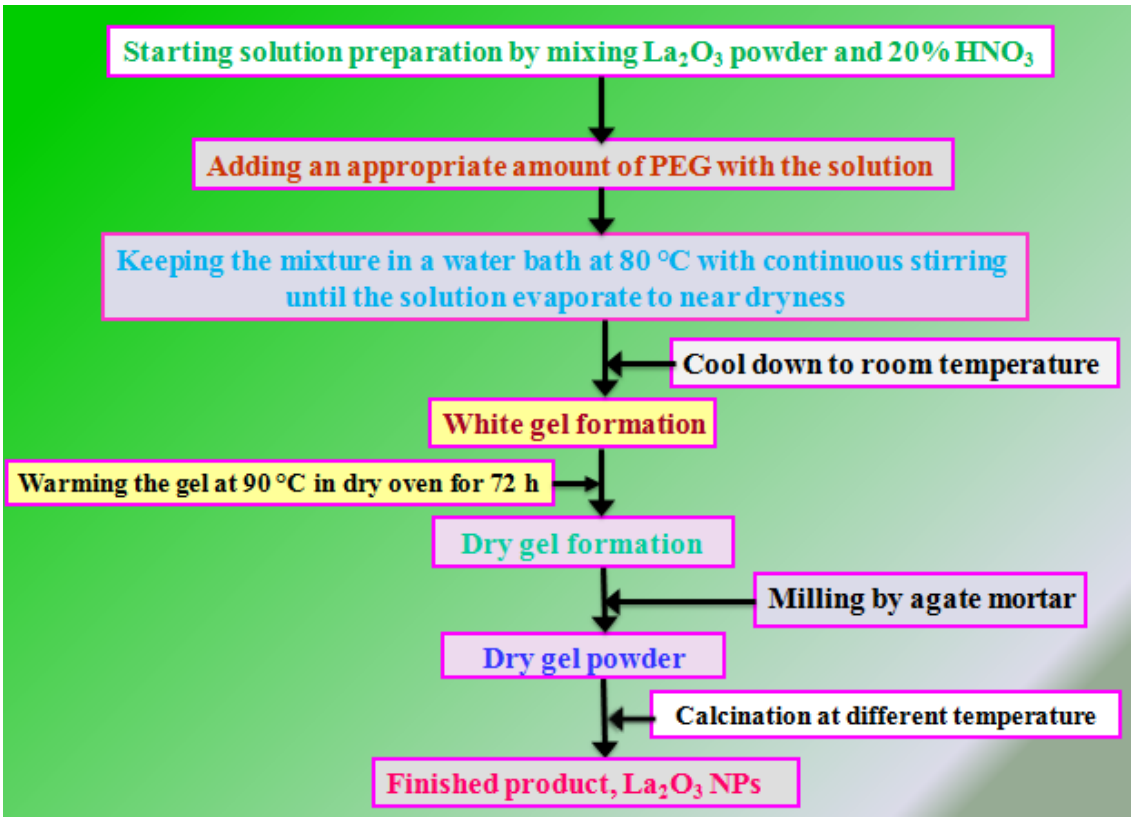 Starting solution preparation by mixing La₂O₃ powder and 20% HNO₃
Adding an appropriate amount of PEG with the solution
Keeping the mixture in a water bath at 80 °C with continuous stirring
until the solution evaporate to near dryness
Cool down to room temperature
White gel formation
Warming the gel at 90 °C in dry oven for 72 h
Dry gel formation
Milling by agate mortar
Dry gel powder
Calcination at different temperature
Finished product, La₂O₃ NPs